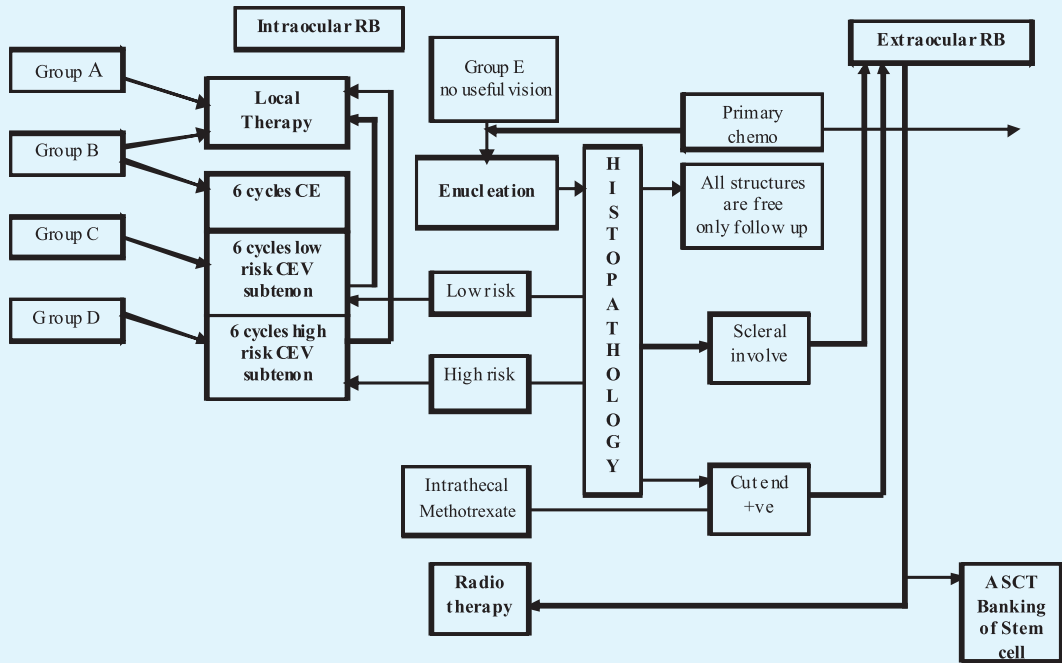 Intraocular RB
Extraocular RB
Group A
Group B
Group C
Group D
Local
Therapy
6 cycles CE
6 cycles low
risk CEV
subtenon
6 cycles high
risk CEV
subtenon
Group E
no useful vision
Primary
chemo
Enucleation
HISTOPATHOLOGY
All structures
are free
only follow up
Low risk
High risk
Scleral
involve
Intrathecal
Methotrexate
Cut end
+ve
Radio
therapy
ASCT
Banking
of Stem
cell